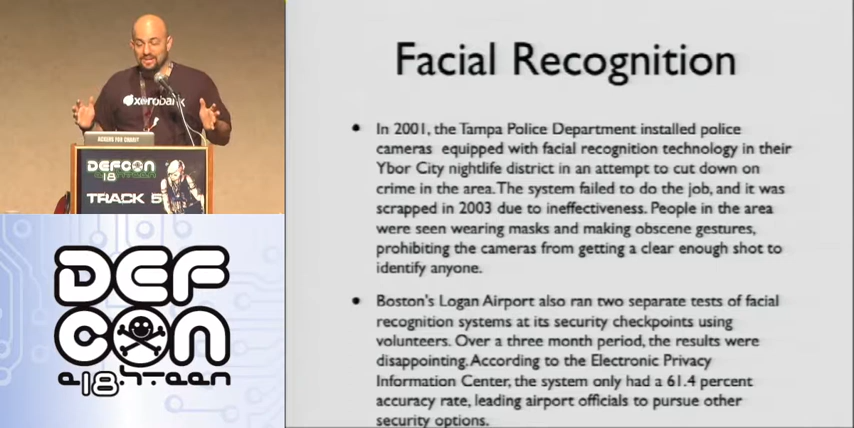 xerobank
ACKERS FOR CHARIT
DEFCON
18
TRACK 5
DEF
CON
e18hteen
Facial Recognition
• In 2001, the Tampa Police Department installed police
cameras equipped with facial recognition technology in their
Ybor City nightlife district in an attempt to cut down on
crime in the area. The system failed to do the job, and it was
scrapped in 2003 due to ineffectiveness. People in the area
were seen wearing masks and making obscene gestures,
prohibiting the cameras from getting a clear enough shot to
identify anyone.
• Boston's Logan Airport also ran two separate tests of facial
recognition systems at its security checkpoints using
volunteers. Over a three month period, the results were
disappointing. According to the Electronic Privacy
Information Center, the system only had a 61.4 percent
accuracy rate, leading airport officials to pursue other
security options.